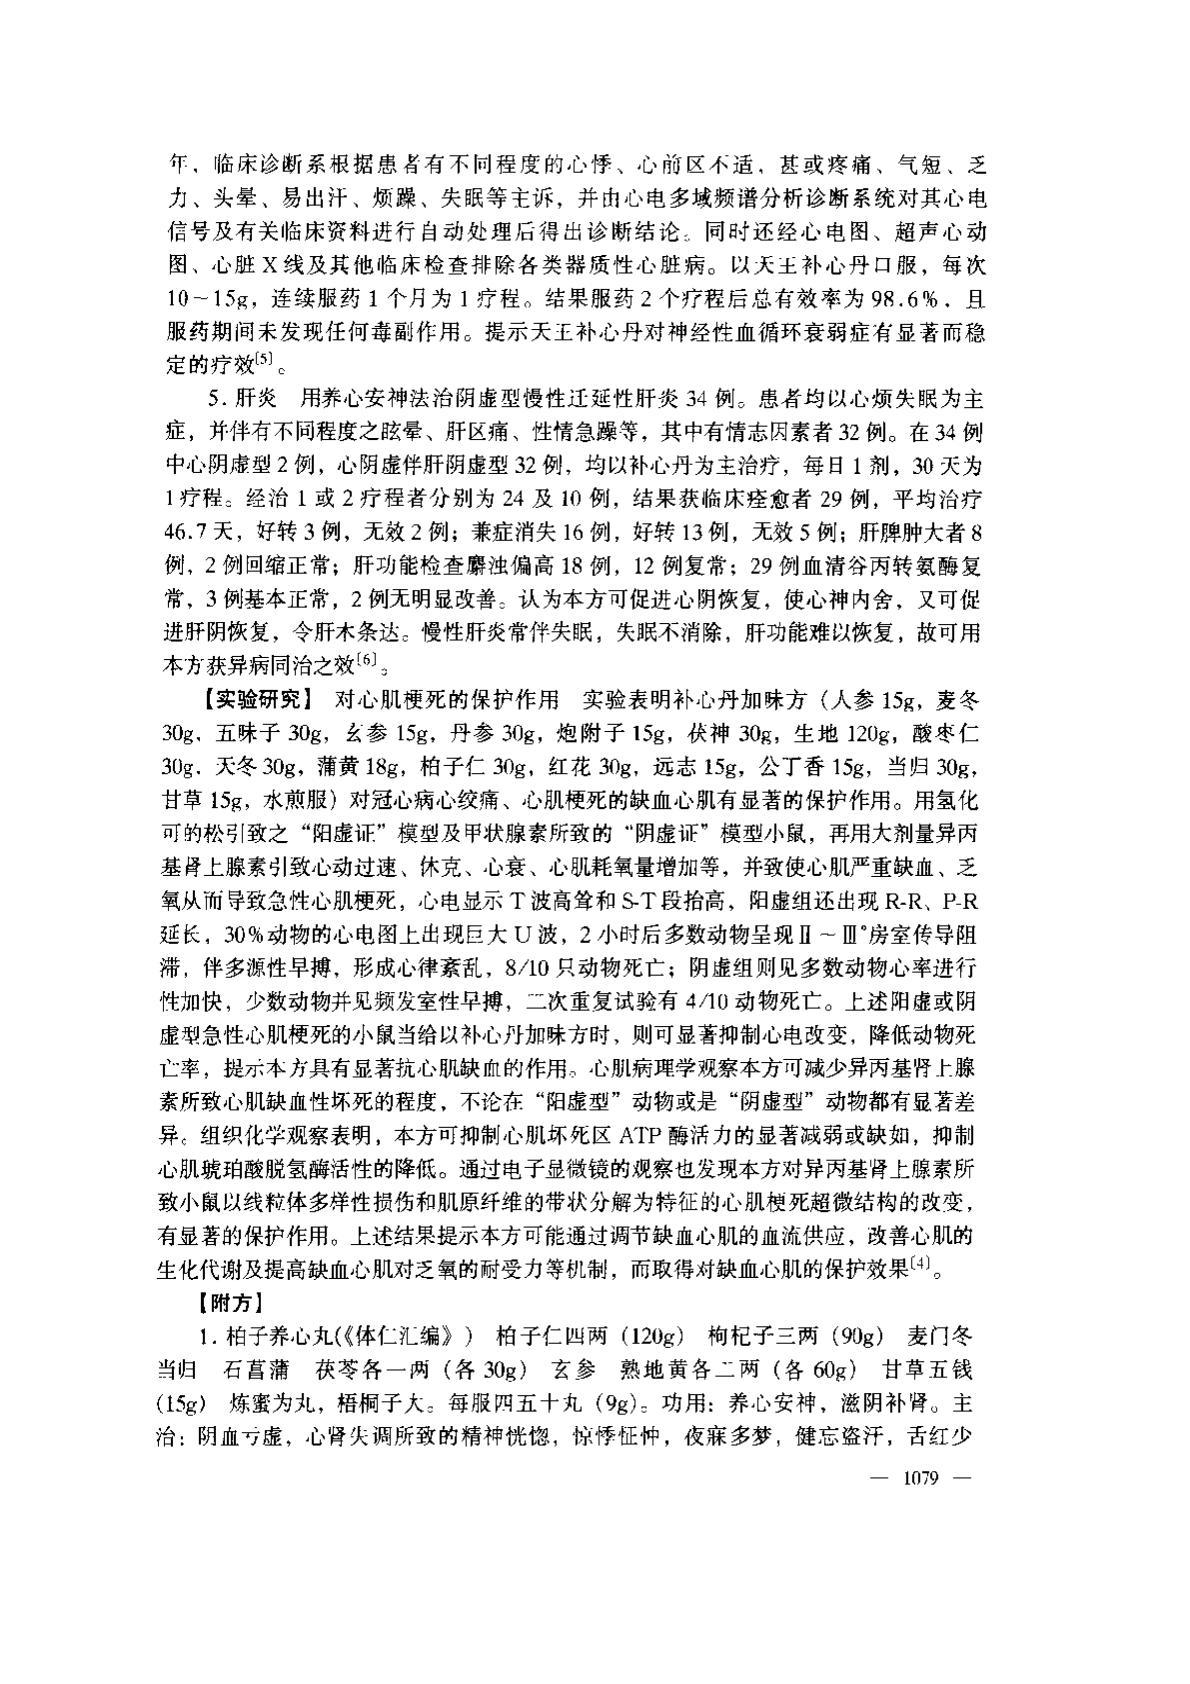 年，临床诊断系根据患者有不同程度的心悸、心前区不适，甚或疼痛、气短、乏
力、头晕、易出汗、烦躁、失眠等主诉，并由心电多域频谱分析诊断系统对其心电
信号及有关临床资料进行自动处理后得出诊断结论。同时还经心电图、超声心动
图、心脏X线及其他临床检查排除各类器质性心脏病。以天王补心丹口服，每次
10～15g，连续服药1个月为1疗程。结果服药2个疗程后总有效率为98.6%，且
服药期间未发现任何毒副作用。提示天王补心丹对神经性血循环衰弱症有显著而稳
定的疗效[5]。
5. 肝炎　用养心安神法治阴虚型慢性迁延性肝炎34例。患者均以心烦失眠为主
症，并伴有不同程度之眩晕、肝区痛、性情急躁等，其中有情志因素者32例。在34例
中心阴虚型2例，心阴虚伴肝阴虚型32例，均以补心丹为主治疗，每日1剂，30天为
1疗程。经治1或2疗程者分别为24及10例，结果获临床痊愈者29例，平均治疗
46.7天，好转3例，无效2例；兼症消失16例，好转13例，无效5例；肝脾肿大者8
例，2例回缩正常；肝功能检查麝浊偏高18例，12例复常；29例血清谷丙转氨酶复
常，3例基本正常，2例无明显改善。认为本方可促进心阴恢复，使心神内舍，又可促
进肝阴恢复，令肝木条达。慢性肝炎常伴失眠，失眠不消除，肝功能难以恢复，故可用
本方获异病同治之效[6]。
【实验研究】　对心肌梗死的保护作用　实验表明补心丹加味方（人参15g，麦冬
30g，五味子30g，玄参15g，丹参30g，炮附子15g，茯神30g，生地120g，酸枣仁
30g，天冬30g，蒲黄18g，柏子仁30g，红花30g，远志15g，公丁香15g，当归30g，
甘草15g，水煎服）对冠心病心绞痛、心肌梗死的缺血心肌有显著的保护作用。用氢化
可的松引致之“阳虚证”模型及甲状腺素所致的“阴虚证”模型小鼠，再用大剂量异丙
基肾上腺素引致心动过速、休克、心衰、心肌耗氧量增加等，并致使心肌严重缺血、乏
氧从而导致急性心肌梗死，心电显示T波高耸和S-T段抬高，阳虚组还出现R-R、P-R
延长，30%动物的心电图上出现巨大U波，2小时后多数动物呈现Ⅱ～Ⅲ°房室传导阻
滞，伴多源性早搏，形成心律紊乱，8/10只动物死亡；阴虚组则见多数动物心率进行
性加快，少数动物并见频发室性早搏，二次重复试验有4/10动物死亡。上述阳虚或阴
虚型急性心肌梗死的小鼠当给以补心丹加味方时，则可显著抑制心电改变，降低动物死
亡率，提示本方具有显著抗心肌缺血的作用。心肌病理学观察本方可减少异丙基肾上腺
素所致心肌缺血性坏死的程度，不论在“阳虚型”动物或是“阴虚型”动物都有显著差
异。组织化学观察表明，本方可抑制心肌坏死区ATP酶活力的显著减弱或缺如，抑制
心肌琥珀酸脱氢酶活性的降低。通过电子显微镜的观察也发现本方对异丙基肾上腺素所
致小鼠以线粒体多样性损伤和肌原纤维的带状分解为特征的心肌梗死超微结构的改变，
有显著的保护作用。上述结果提示本方可能通过调节缺血心肌的血流供应，改善心肌的
生化代谢及提高缺血心肌对乏氧的耐受力等机制，而取得对缺血心肌的保护效果[4]。
【附方】
1. 柏子养心丸(《体仁汇编》）　柏子仁四两（120g）　枸杞子三两（90g）　麦门冬
当归　石菖蒲　茯苓各一两（各30g）　玄参　熟地黄各二两（各60g）　甘草五钱
(15g)　炼蜜为丸，梧桐子大。每服四五十丸（9g）。功用：养心安神，滋阴补肾。主
治：阴血亏虚，心肾失调所致的精神恍惚，惊悸怔忡，夜寐多梦，健忘盗汗，舌红少
— 1079 —